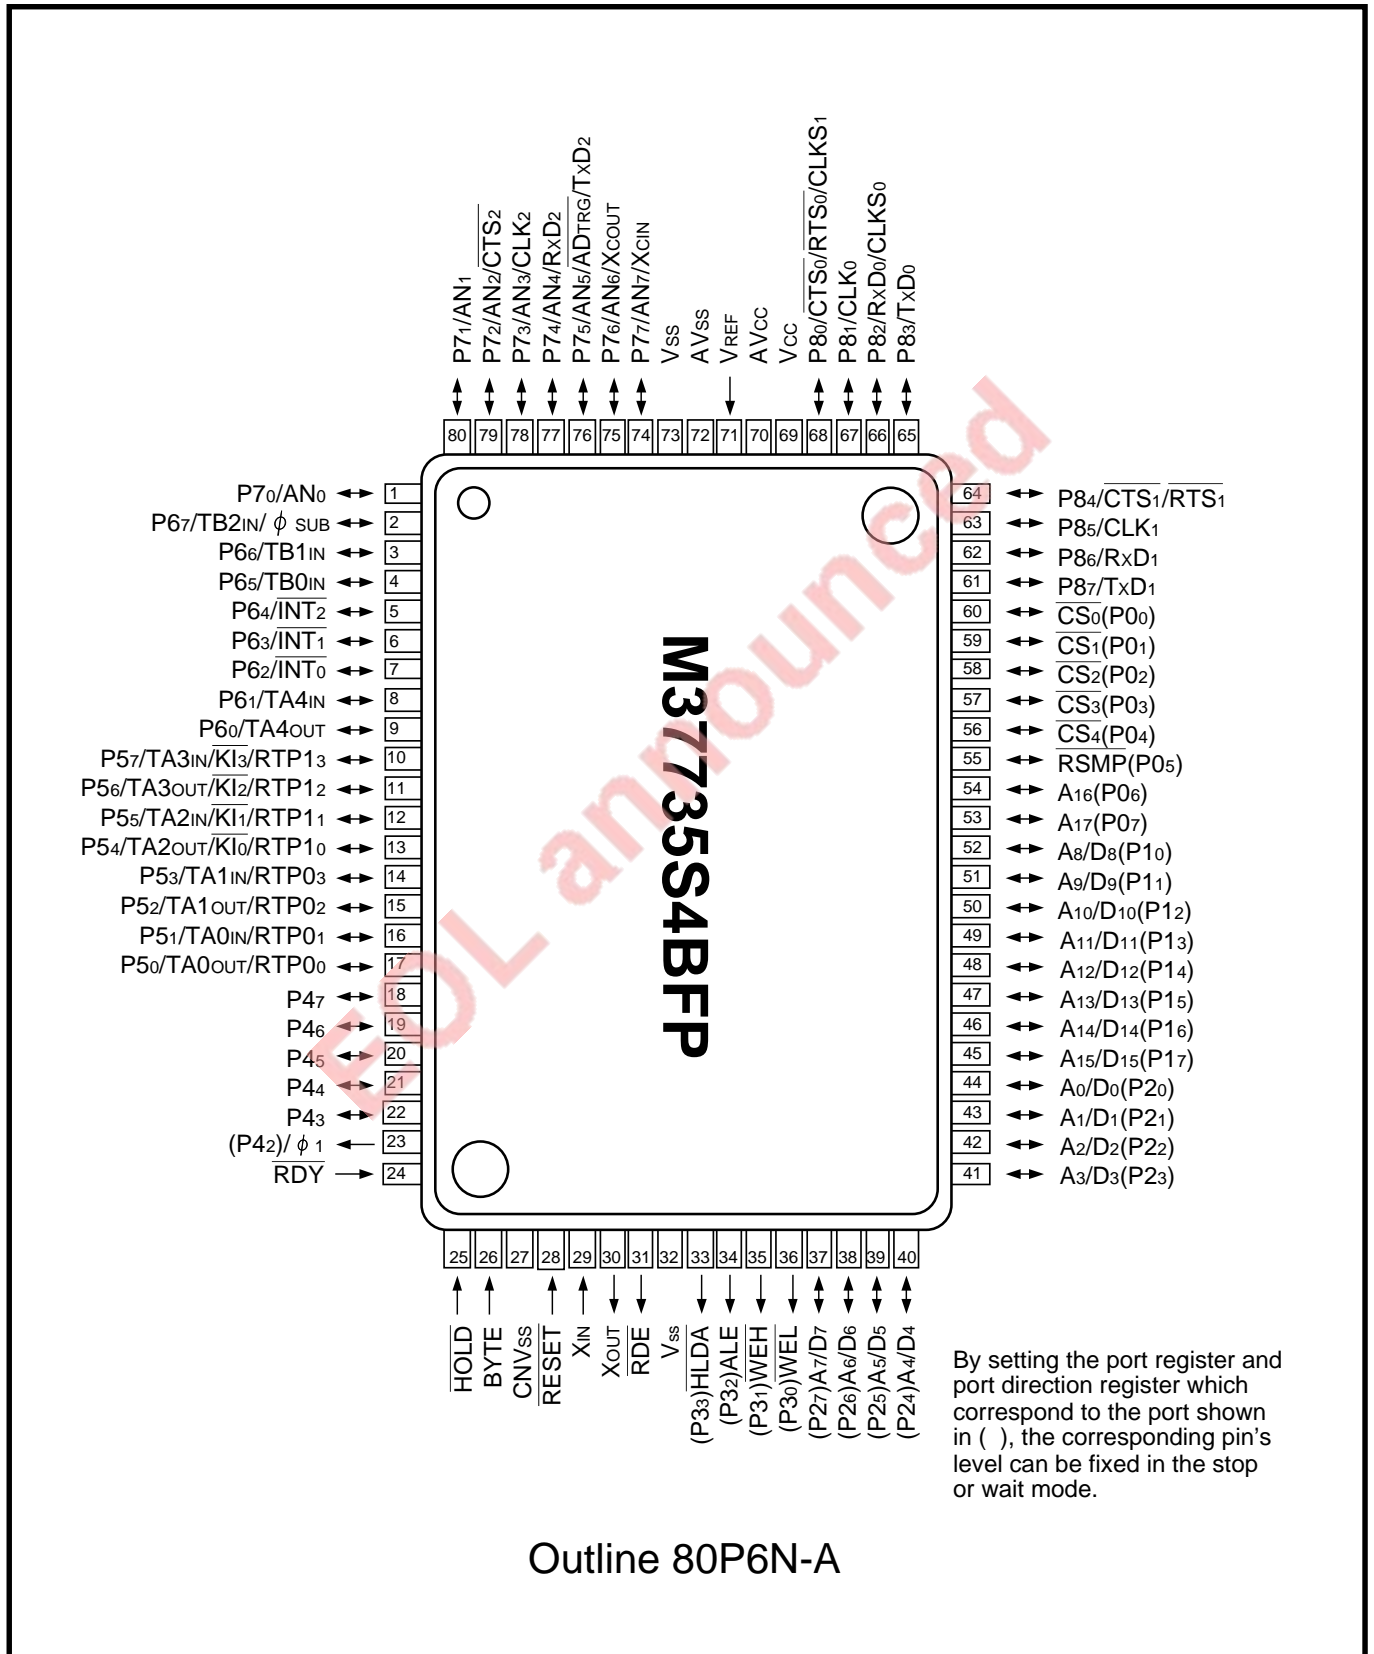 P71/AN1
P72/AN2/CTS2
P73/AN3/CLK2
P74/AN4/RxD2
P75/AN5/ADTRG/TxD2
P76/AN6/XCOUT
P77/AN7/XCIN
VSS
AVSS
VREF
AVCC
VCC
P80/CTS0/RTS0/CLKS1
P81/CLK0
P82/RxD0/CLKS0
P83/TxD0
80 79 78 77 76 75 74 73 72 71 70 69 68 67 66 65
P70/AN0 1
P67/TB2IN/ ϕ SUB 2
P66/TB1IN 3
P65/TB0IN 4
P64/INT2 5
P63/INT1 6
P62/INT0 7
P61/TA4IN 8
P60/TA4OUT 9
P57/TA3IN/KI3/RTP13 10
P56/TA3OUT/KI2/RTP12 11
P55/TA2IN/KI1/RTP11 12
P54/TA2OUT/KI0/RTP10 13
P53/TA1IN/RTP03 14
P52/TA1OUT/RTP02 15
P51/TA0IN/RTP01 16
P50/TA0OUT/RTP00 17
P47 18
P46 19
P45 20
P44 21
P43 22
(P42)/ ϕ 1 23
RDY 24
M37735S4BFP
EOL announced
64 P84/CTS1/RTS1
63 P85/CLK1
62 P86/RxD1
61 P87/TxD1
60 CS0(P00)
59 CS1(P01)
58 CS2(P02)
57 CS3(P03)
56 CS4(P04)
55 RSMP(P05)
54 A16(P06)
53 A17(P07)
52 A8/D8(P10)
51 A9/D9(P11)
50 A10/D10(P12)
49 A11/D11(P13)
48 A12/D12(P14)
47 A13/D13(P15)
46 A14/D14(P16)
45 A15/D15(P17)
44 A0/D0(P20)
43 A1/D1(P21)
42 A2/D2(P22)
41 A3/D3(P23)
25 26 27 28 29 30 31 32 33 34 35 36 37 38 39 40
HOLD
BYTE
CNVSS
RESET
XIN
XOUT
RDE
Vss
(P33)HLDA
(P32)ALE
(P31)WEH
(P30)WEL
(P27)A7/D7
(P26)A6/D6
(P25)A5/D5
(P24)A4/D4
By setting the port register and
port direction register which
correspond to the port shown
in ( ), the corresponding pin's
level can be fixed in the stop
or wait mode.
Outline 80P6N-A